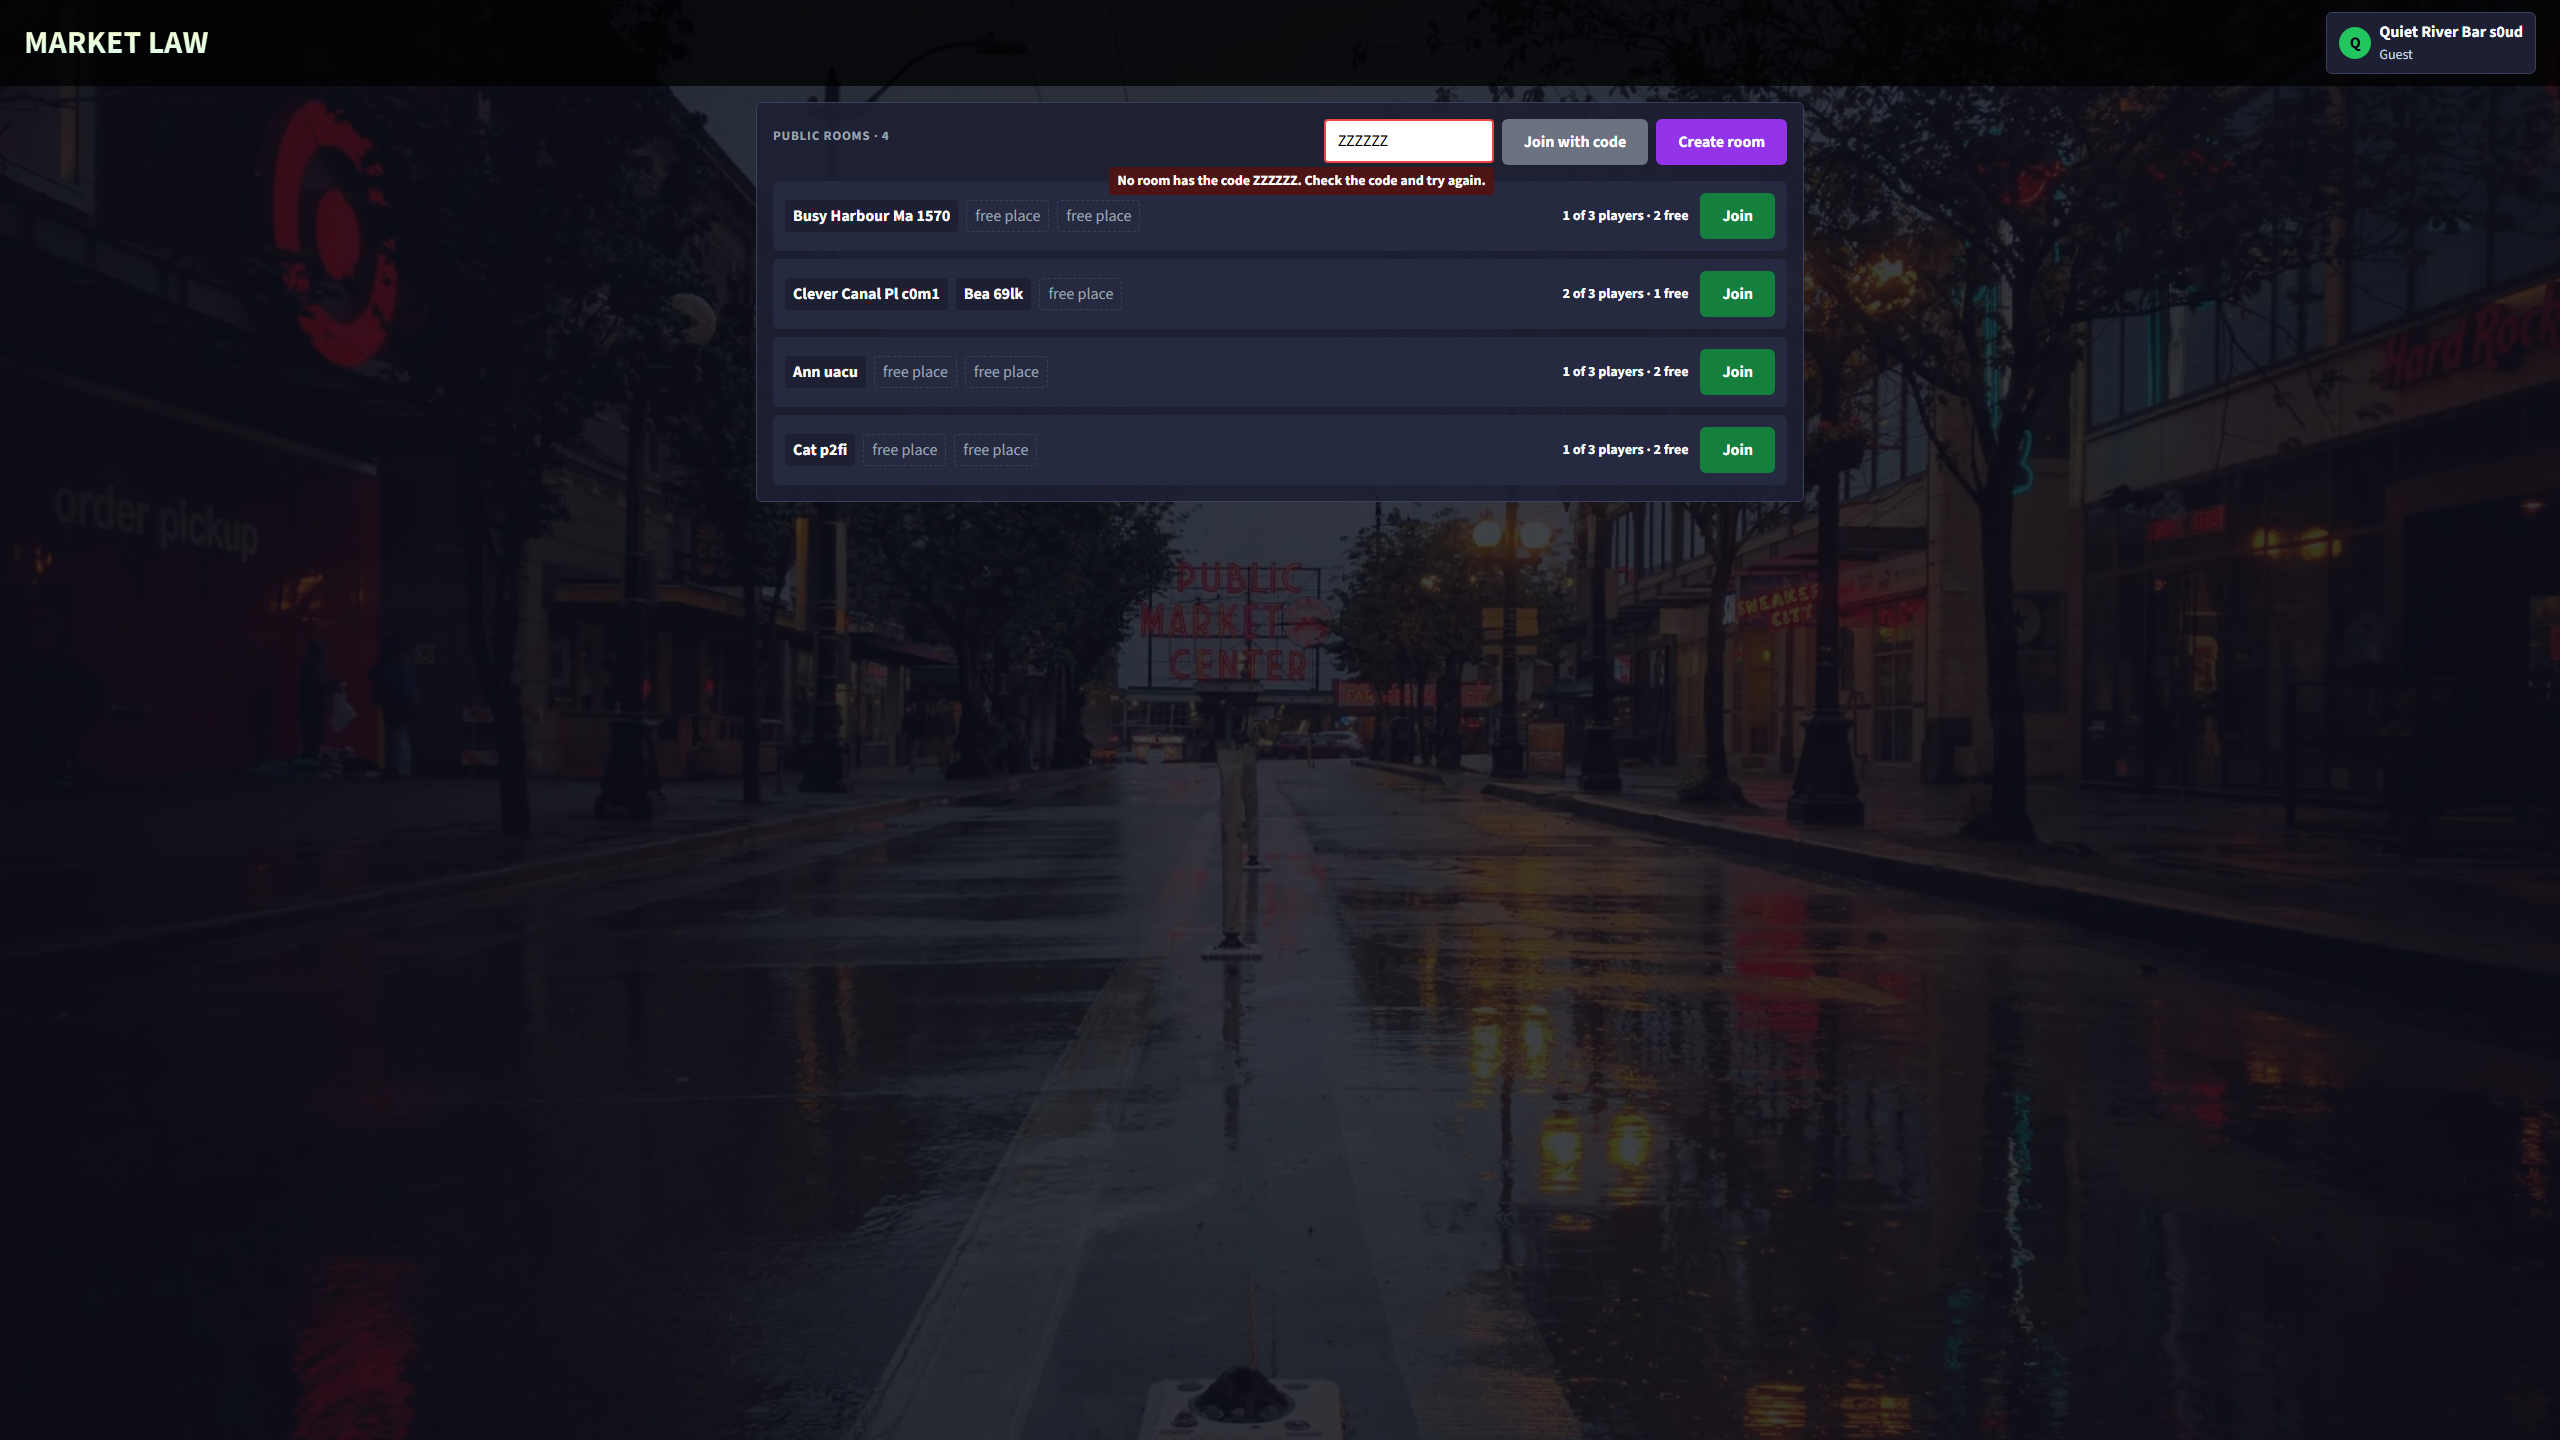 MARKET LAW
Q
Quiet River Bar s0ud
Guest
PUBLIC ROOMS · 4
ZZZZZZ
Join with code
Create room
No room has the code ZZZZZZ. Check the code and try again.
Busy Harbour Ma 1570
free place
free place
1 of 3 players · 2 free
Join
Clever Canal Pl c0m1
Bea 69lk
free place
2 of 3 players · 1 free
Join
Ann uacu
free place
free place
1 of 3 players · 2 free
Join
Cat p2fi
free place
free place
1 of 3 players · 2 free
Join
order pickup
Hard Rock
PUBLIC
MARKET
CENTER
SNEAKER
CITY